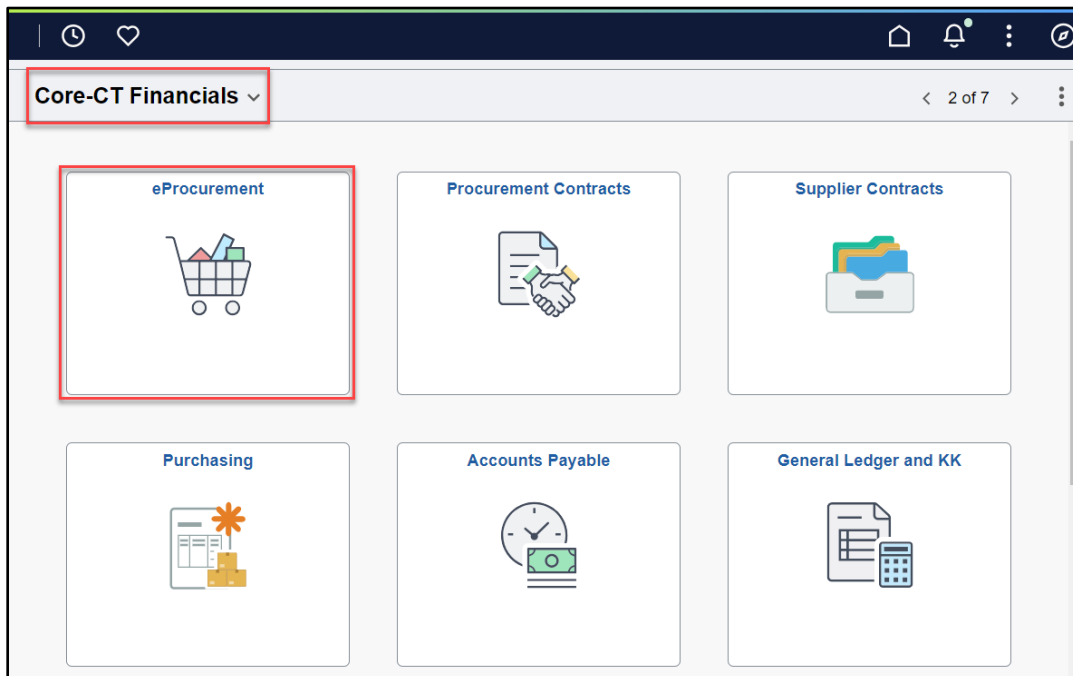 Core-CT Financials
2 of 7
eProcurement
Procurement Contracts
Supplier Contracts
Purchasing
Accounts Payable
General Ledger and KK